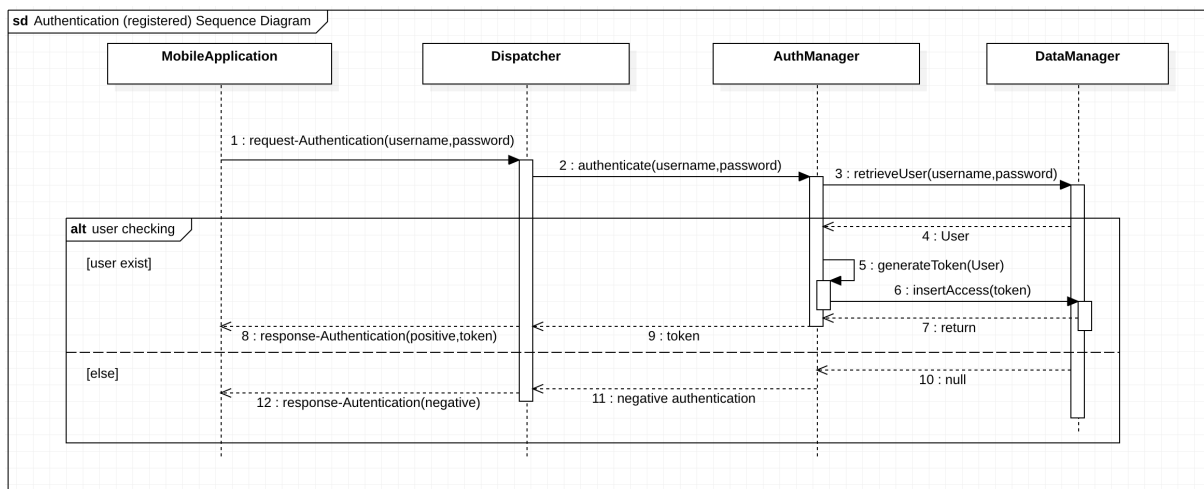 sd Authentication (registered) Sequence Diagram
MobileApplication
Dispatcher
AuthManager
DataManager
1 : request-Authentication(username,password)
2 : authenticate(username,password)
3 : retrieveUser(username,password)
alt user checking
4 : User
[user exist]
5 : generateToken(User)
6 : insertAccess(token)
7 : return
8 : response-Authentication(positive,token)
9 : token
[else]
10 : null
11 : negative authentication
12 : response-Autentication(negative)